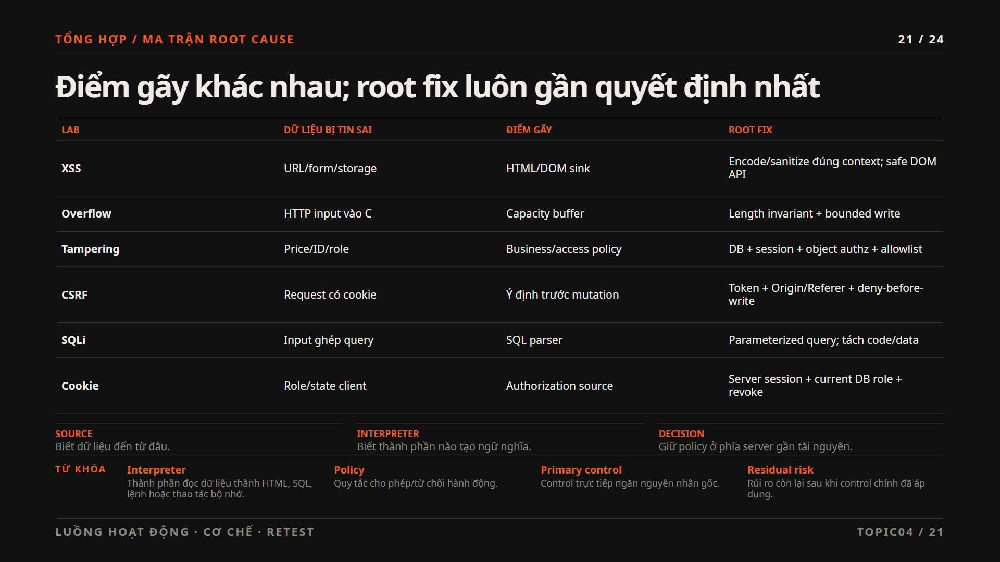 TỔNG HỢP / MA TRẬN ROOT CAUSE
21 / 24
Điểm gãy khác nhau; root fix luôn gần quyết định nhất
LAB
DỮ LIỆU BỊ TIN SAI
ĐIỂM GÃY
ROOT FIX
XSS
URL/form/storage
HTML/DOM sink
Encode/sanitize đúng context; safe DOM
API
Overflow
HTTP input vào C
Capacity buffer
Length invariant + bounded write
Tampering
Price/ID/role
Business/access policy
DB + session + object authz + allowlist
CSRF
Request có cookie
Ý định trước mutation
Token + Origin/Referer + deny-before-
write
SQLi
Input ghép query
SQL parser
Parameterized query; tách code/data
Cookie
Role/state client
Authorization source
Server session + current DB role +
revoke
SOURCE
Biết dữ liệu đến từ đâu.
INTERPRETER
Biết thành phần nào tạo ngữ nghĩa.
DECISION
Giữ policy ở phía server gần tài nguyên.
TỪ KHÓA
Interpreter
Thành phần đọc dữ liệu thành HTML, SQL,
lệnh hoặc thao tác bộ nhớ.
Policy
Quy tắc cho phép/từ chối hành động.
Primary control
Control trực tiếp ngăn nguyên nhân gốc.
Residual risk
Rủi ro còn lại sau khi control chính đã áp
dụng.
LUỒNG HOẠT ĐỘNG · CƠ CHẾ · RETEST
TOPIC04 / 21